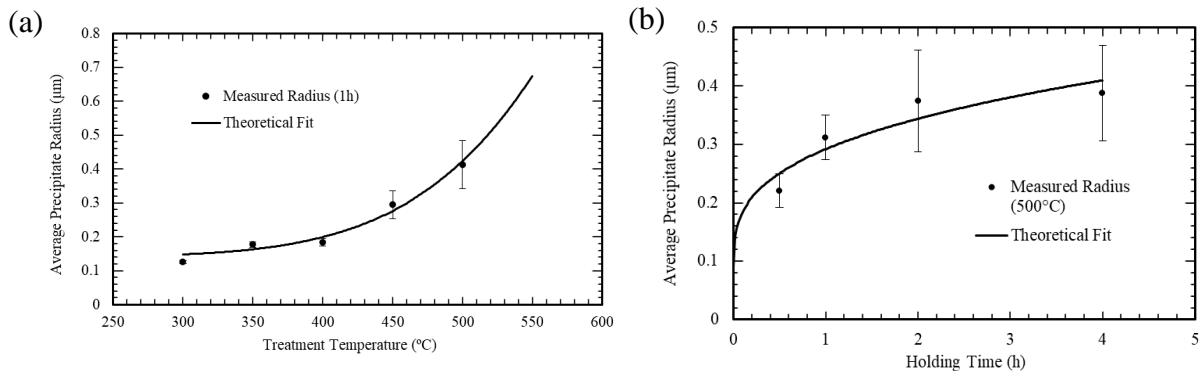 (a)
0.8
0.7
0.6
0.5
0.4
0.3
0.2
0.1
0
250 300 350 400 450 500 550 600
Average Precipitate Radius (μm)
Treatment Temperature (ºC)
Measured Radius (1h)
Theoretical Fit
(b)
0.5
0.4
0.3
0.2
0.1
0
0 1 2 3 4 5
Average Precipitate Radius (μm)
Holding Time (h)
Measured Radius
(500°C)
Theoretical Fit